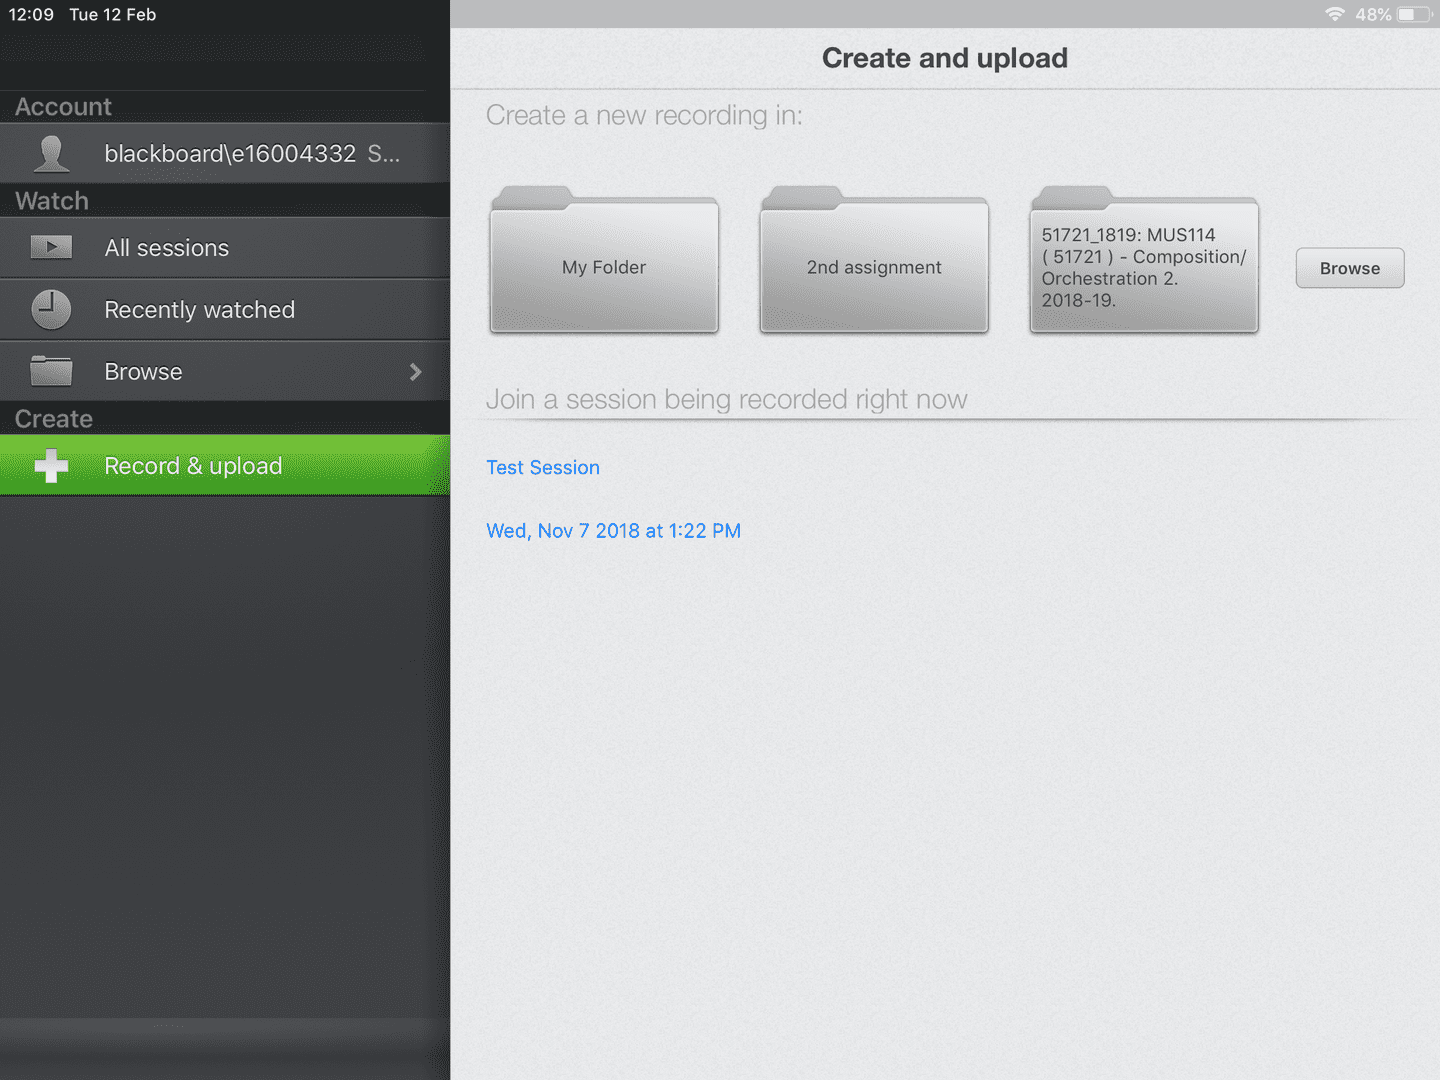 12:09 Tue 12 Feb
48%
Account
blackboard\e16004332 S...
Watch
All sessions
Recently watched
Browse
Create
Record & upload
Create and upload
Create a new recording in:
My Folder
2nd assignment
51721_1819: MUS114
( 51721 ) - Composition/
Orchestration 2.
2018-19.
Browse
Join a session being recorded right now
Test Session
Wed, Nov 7 2018 at 1:22 PM